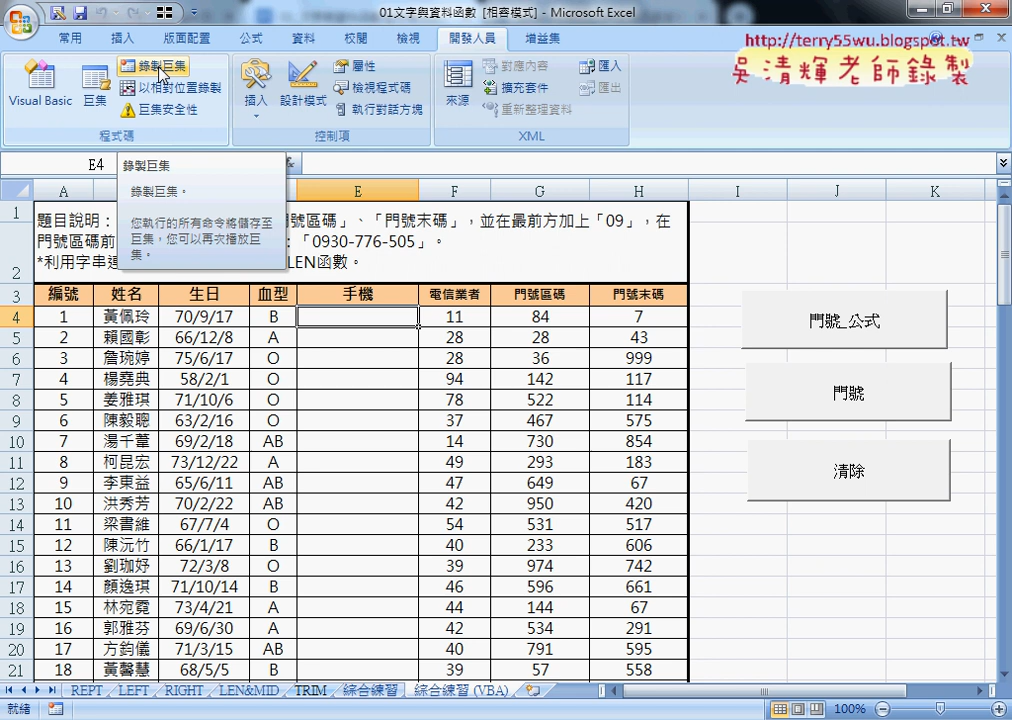 01文字與資料函數 [相容模式] - Microsoft Excel
常用 插入 版面配置 公式 資料 校閱 檢視 開發人員 增益集
http://terry55wu.blogspot.tw
吳清輝老師錄製
Visual Basic 巨集 錄製巨集 以相對位置錄製 巨集安全性
插入 設計模式 屬性 檢視程式碼 執行對話方塊
來源 對應內容 擴充套件 重新整理資料 匯入 匯出
程式碼 控制項 XML
E4
錄製巨集
錄製巨集。
您執行的所有命令將儲存至
巨集，您可以再次播放巨
集。
A E F G H I J K
1 題目說明： 門號區碼」、「門號末碼」，並在最前方加上「09」，在
門號區碼前 ：「0930-776-505」。
2 *利用字串連 LEN函數。
3 編號 姓名 生日 血型 手機 電信業者 門號區碼 門號末碼
4 1 黃佩玲 70/9/17 B 11 84 7
5 2 賴國彰 66/12/8 A 28 28 43
6 3 詹琬婷 75/6/17 O 28 36 999
7 4 楊堯典 58/2/1 O 94 142 117
8 5 姜雅琪 71/10/6 O 78 522 114
9 6 陳毅聰 63/2/16 O 37 467 575
10 7 湯千葦 69/2/18 AB 14 730 854
11 8 柯昆宏 73/12/22 A 49 293 183
12 9 李東益 65/6/11 AB 47 649 67
13 10 洪秀芳 70/2/22 AB 42 950 420
14 11 梁書維 67/7/4 O 54 531 517
15 12 陳沅竹 66/1/17 B 40 233 606
16 13 劉珈妤 72/3/8 O 39 974 742
17 14 顏逸琪 71/10/14 B 46 596 661
18 15 林宛霓 73/4/21 A 44 144 67
19 16 郭雅芬 69/6/30 A 42 534 291
20 17 方鈞儀 71/3/15 AB 40 791 595
21 18 黃馨慧 68/5/5 B 39 57 558
門號_公式
門號
清除
REPT LEFT RIGHT LEN&MID TRIM 綜合練習 綜合練習 (VBA)
就緒 100%